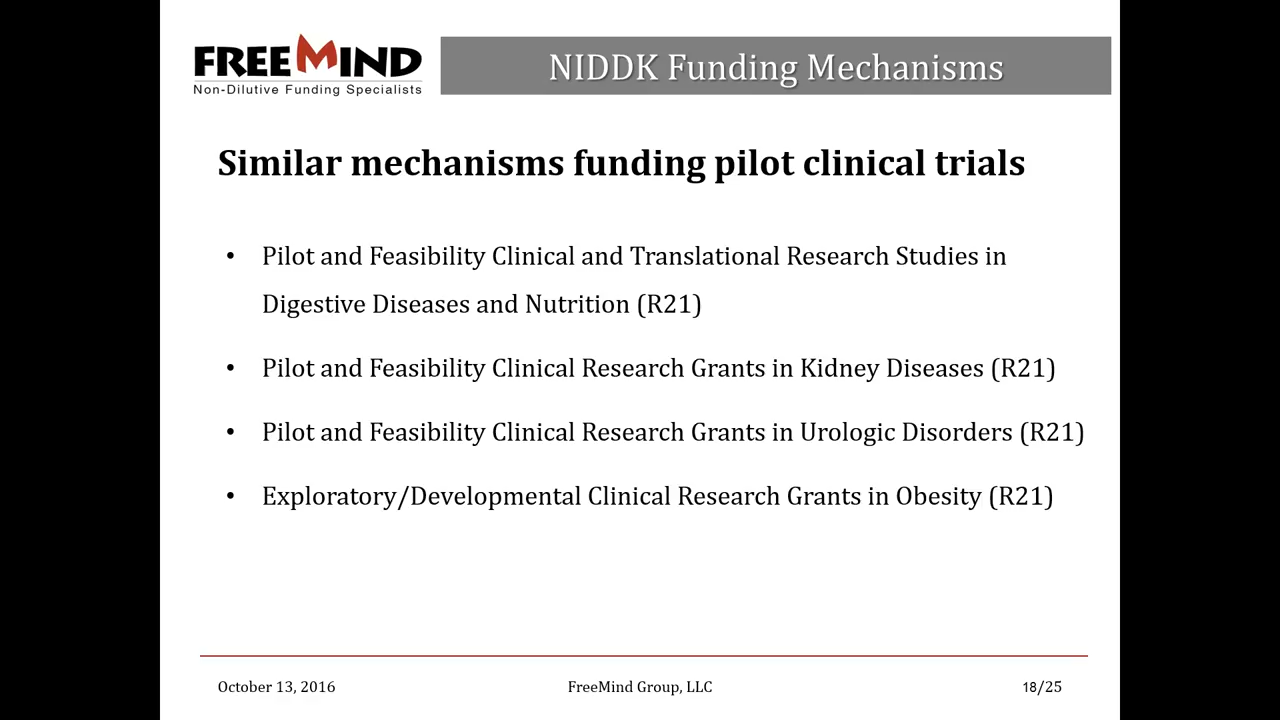 FREEMIND
Non-Dilutive Funding Specialists
NIDDK Funding Mechanisms
Similar mechanisms funding pilot clinical trials
• Pilot and Feasibility Clinical and Translational Research Studies in
Digestive Diseases and Nutrition (R21)
• Pilot and Feasibility Clinical Research Grants in Kidney Diseases (R21)
• Pilot and Feasibility Clinical Research Grants in Urologic Disorders (R21)
• Exploratory/Developmental Clinical Research Grants in Obesity (R21)
October 13, 2016
FreeMind Group, LLC
18/25